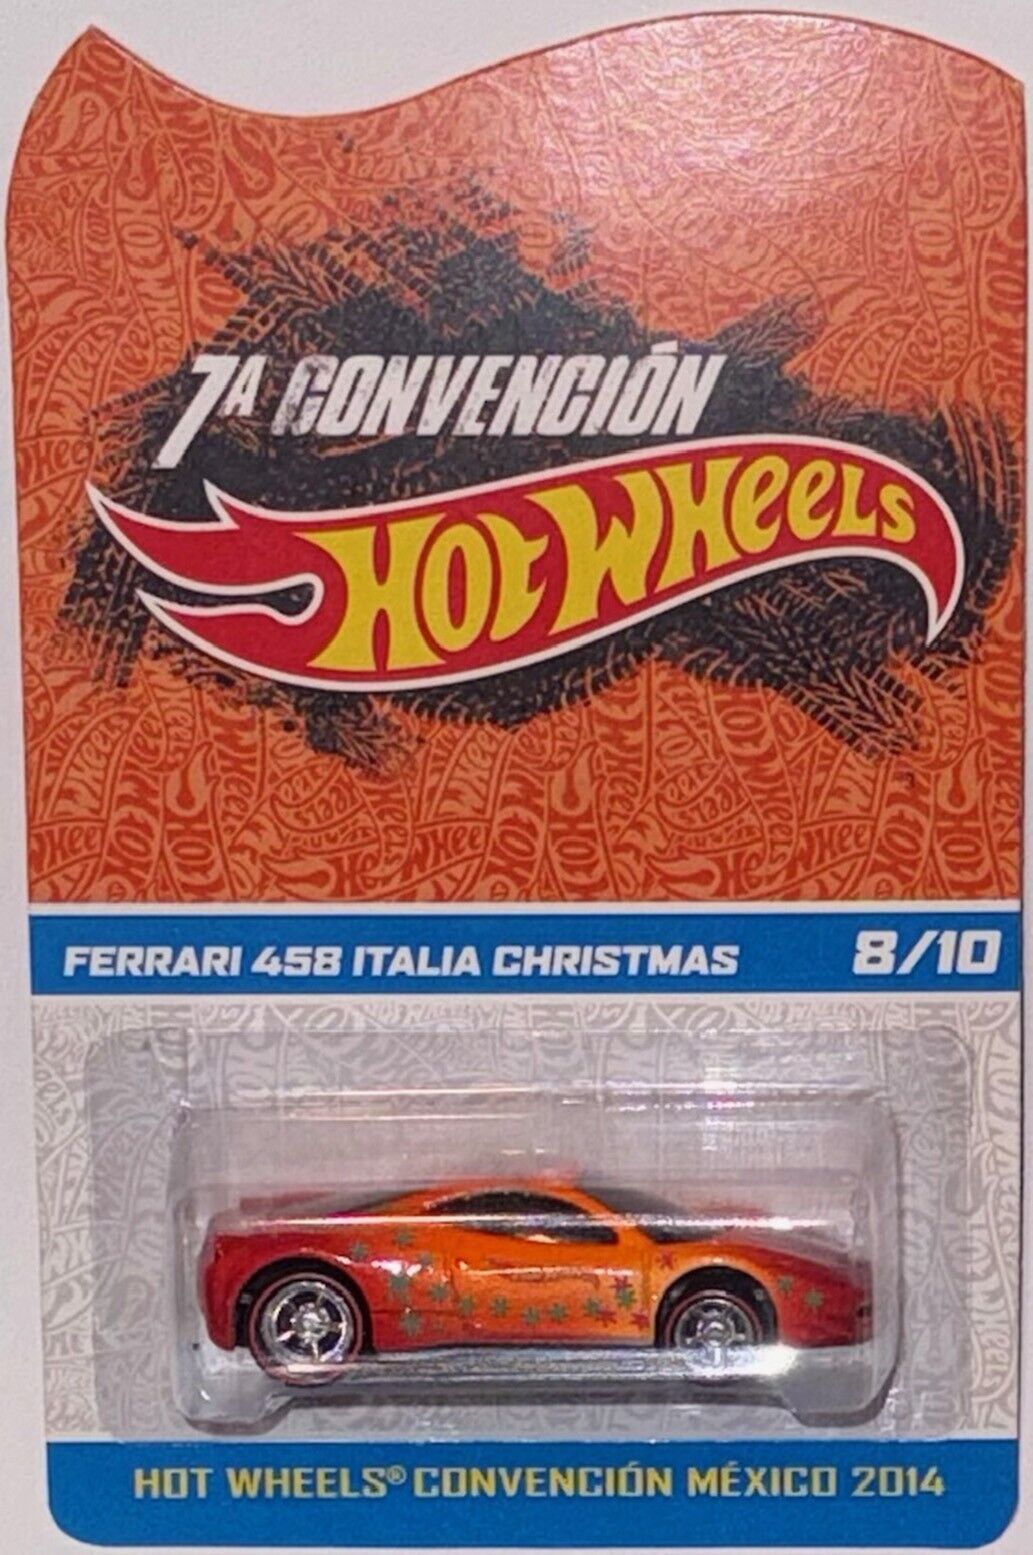 7A CONVENCIÓN
HOT WHEELS
FERRARI 458 ITALIA CHRISTMAS 8/10
HOT WHEELS® CONVENCIÓN MÉXICO 2014